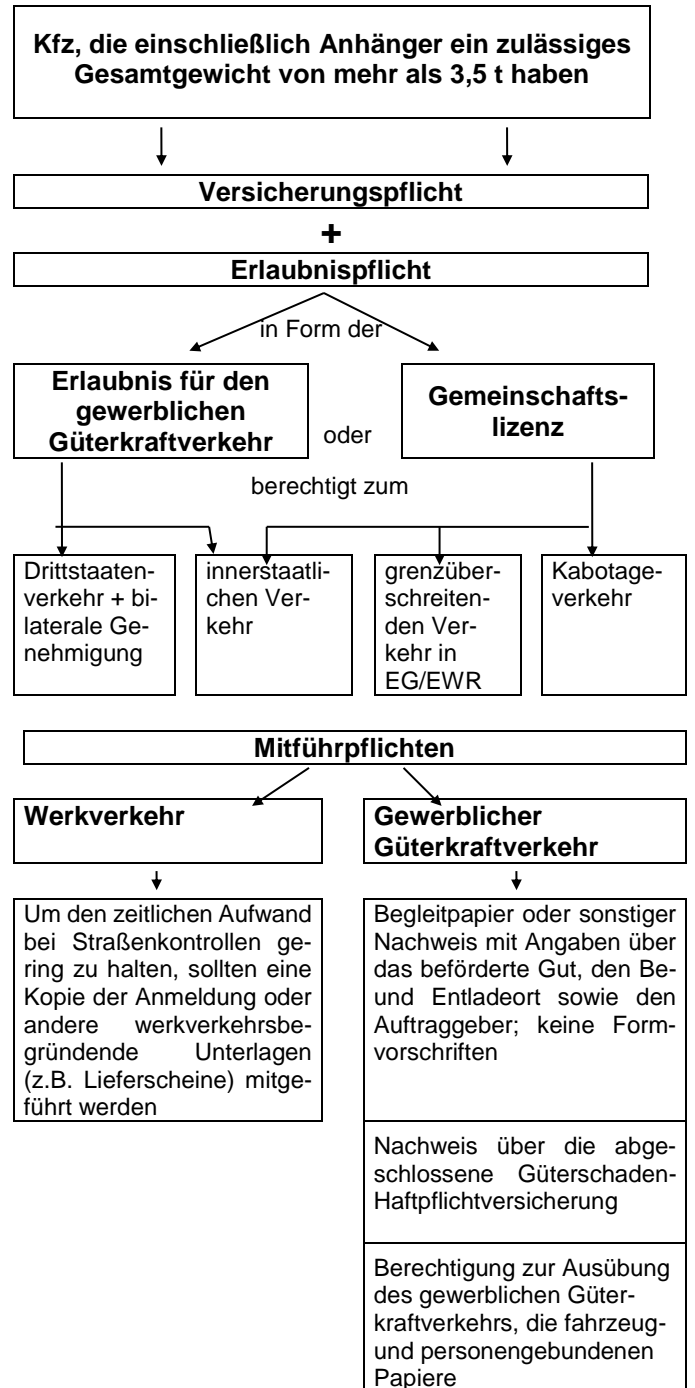 Kfz, die einschließlich Anhänger ein zulässiges
Gesamtgewicht von mehr als 3,5 t haben
Versicherungspflicht
+
Erlaubnispflicht
in Form der
Erlaubnis für den
gewerblichen
Güterkraftverkehr
oder
Gemeinschafts-
lizenz
berechtigt zum
Drittstaaten-
verkehr + bi-
laterale Ge-
nehmigung
innerstaatli-
chen Ver-
kehr
grenzüber-
schreiten-
den Ver-
kehr in
EG/EWR
Kabotage-
verkehr
Mitführpflichten
Werkverkehr
Um den zeitlichen Aufwand
bei Straßenkontrollen ge-
ring zu halten, sollten eine
Kopie der Anmeldung oder
andere werkverkehrsbe-
gründende Unterlagen
(z.B. Lieferscheine) mitge-
führt werden
Gewerblicher
Güterkraftverkehr
Begleitpapier oder sonstiger
Nachweis mit Angaben über
das beförderte Gut, den Be-
und Entladeort sowie den
Auftraggeber; keine Form-
vorschriften
Nachweis über die abge-
schlossene Güterschaden-
Haftpflichtversicherung
Berechtigung zur Ausübung
des gewerblichen Güter-
kraftverkehrs, die fahrzeug-
und personengebundenen
Papiere